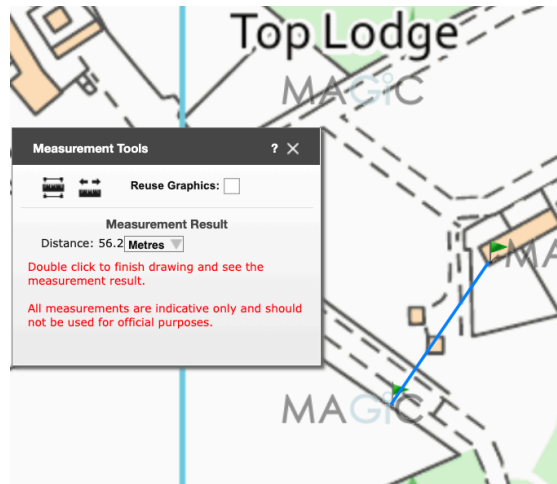 Top Lodge
MAGiC
Measurement Tools ? ×
Reuse Graphics:
Measurement Result
Distance: 56.2 Metres
Double click to finish drawing and see the
measurement result.
All measurements are indicative only and should
not be used for official purposes.
MA
MAGiC